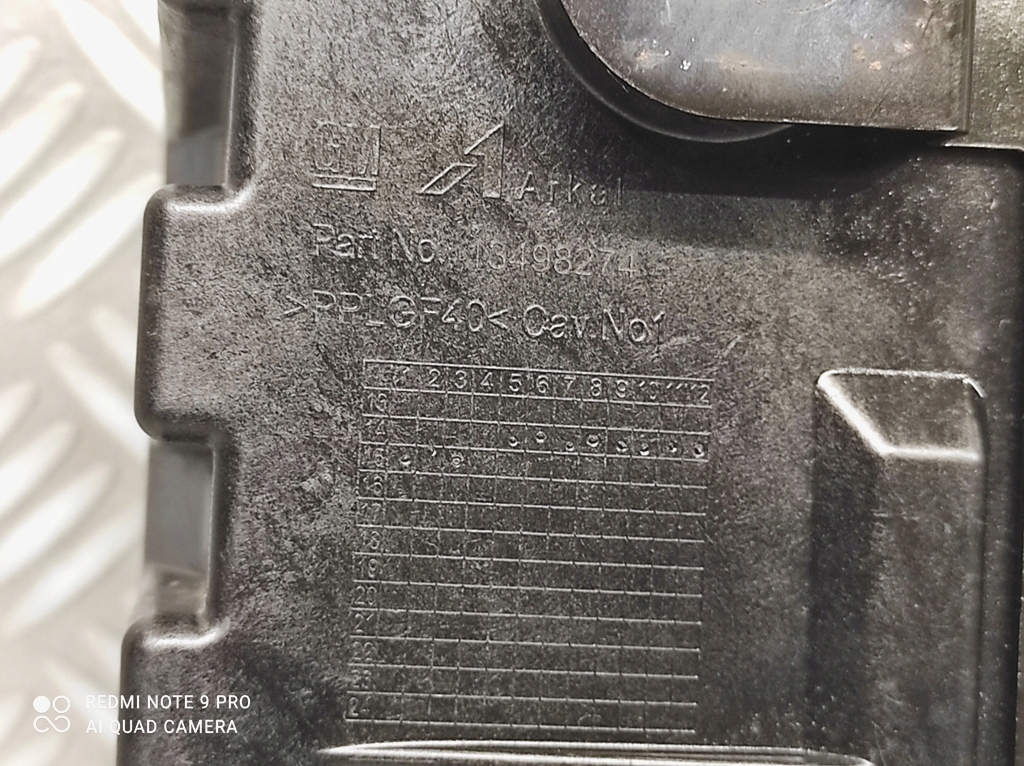 GM Arkal
Part No. 13498274
>PP_GF40< Cav.No1
1 2 3 4 5 6 7 8 9 10 11 12
13
14
15
16
17
18
19
20
21
22
23
24
REDMI NOTE 9 PRO
AI QUAD CAMERA